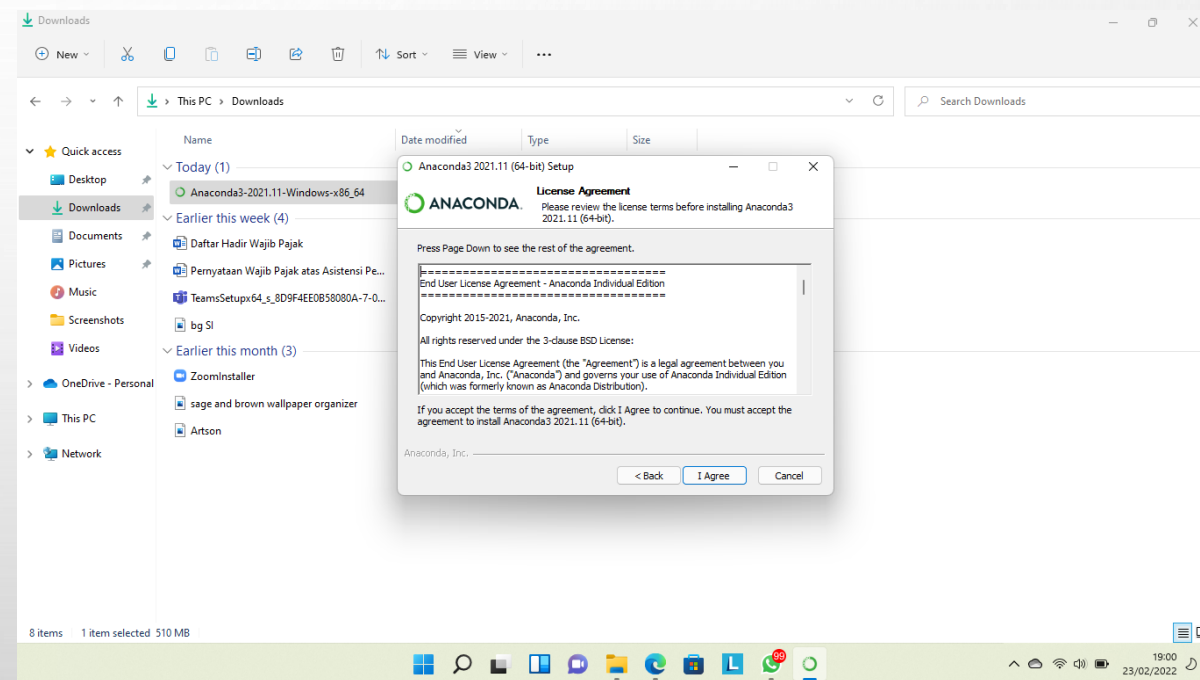 Downloads
New
Sort
View
This PC
Downloads
Search Downloads
Name
Date modified
Type
Size
Quick access
Desktop
Downloads
Documents
Pictures
Music
Screenshots
Videos
OneDrive - Personal
This PC
Network
Today (1)
Anaconda3-2021.11-Windows-x86_64
Earlier this week (4)
Daftar Hadir Wajib Pajak
Pernyataan Wajib Pajak atas Asistensi Pe...
TeamsSetupx64_s_8D9F4EE0B58080A-7-0...
bg SI
Earlier this month (3)
ZoomInstaller
sage and brown wallpaper organizer
Artson
Anaconda3 2021.11 (64-bit) Setup
ANACONDA.
License Agreement
Please review the license terms before installing Anaconda3
2021.11 (64-bit).
Press Page Down to see the rest of the agreement.
===================================
End User License Agreement - Anaconda Individual Edition
===================================
Copyright 2015-2021, Anaconda, Inc.
All rights reserved under the 3-clause BSD License:
This End User License Agreement (the "Agreement") is a legal agreement between you
and Anaconda, Inc. ("Anaconda") and governs your use of Anaconda Individual Edition
(which was formerly known as Anaconda Distribution).
If you accept the terms of the agreement, click I Agree to continue. You must accept the
agreement to install Anaconda3 2021.11 (64-bit).
Anaconda, Inc.
< Back
I Agree
Cancel
8 items
1 item selected 510 MB
L
99
19:00
23/02/2022